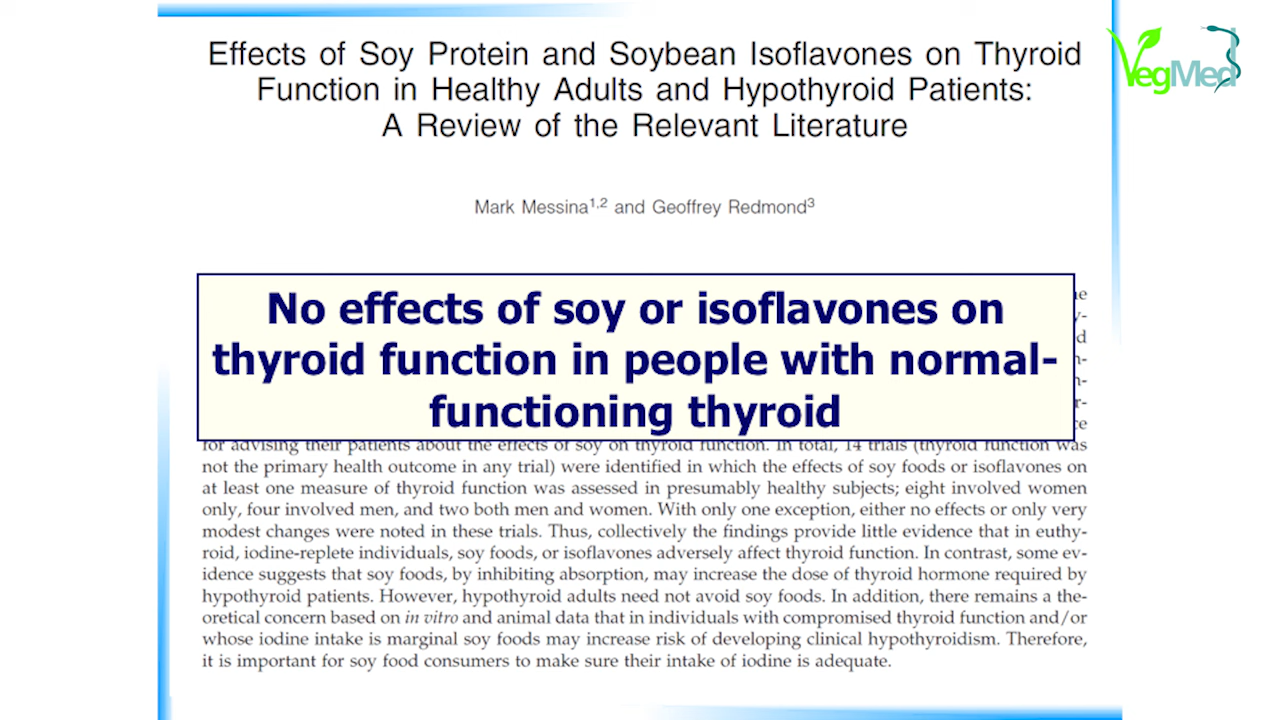 Effects of Soy Protein and Soybean Isoflavones on Thyroid
Function in Healthy Adults and Hypothyroid Patients:
A Review of the Relevant Literature
VegMed
Mark Messina1,2 and Geoffrey Redmond3
No effects of soy or isoflavones on
thyroid function in people with normal-
functioning thyroid
for advising their patients about the effects of soy on thyroid function. In total, 14 trials (thyroid function was
not the primary health outcome in any trial) were identified in which the effects of soy foods or isoflavones on
at least one measure of thyroid function was assessed in presumably healthy subjects; eight involved women
only, four involved men, and two both men and women. With only one exception, either no effects or only very
modest changes were noted in these trials. Thus, collectively the findings provide little evidence that in euthy-
roid, iodine-replete individuals, soy foods, or isoflavones adversely affect thyroid function. In contrast, some ev-
idence suggests that soy foods, by inhibiting absorption, may increase the dose of thyroid hormone required by
hypothyroid patients. However, hypothyroid adults need not avoid soy foods. In addition, there remains a the-
oretical concern based on in vitro and animal data that in individuals with compromised thyroid function and/or
whose iodine intake is marginal soy foods may increase risk of developing clinical hypothyroidism. Therefore,
it is important for soy food consumers to make sure their intake of iodine is adequate.